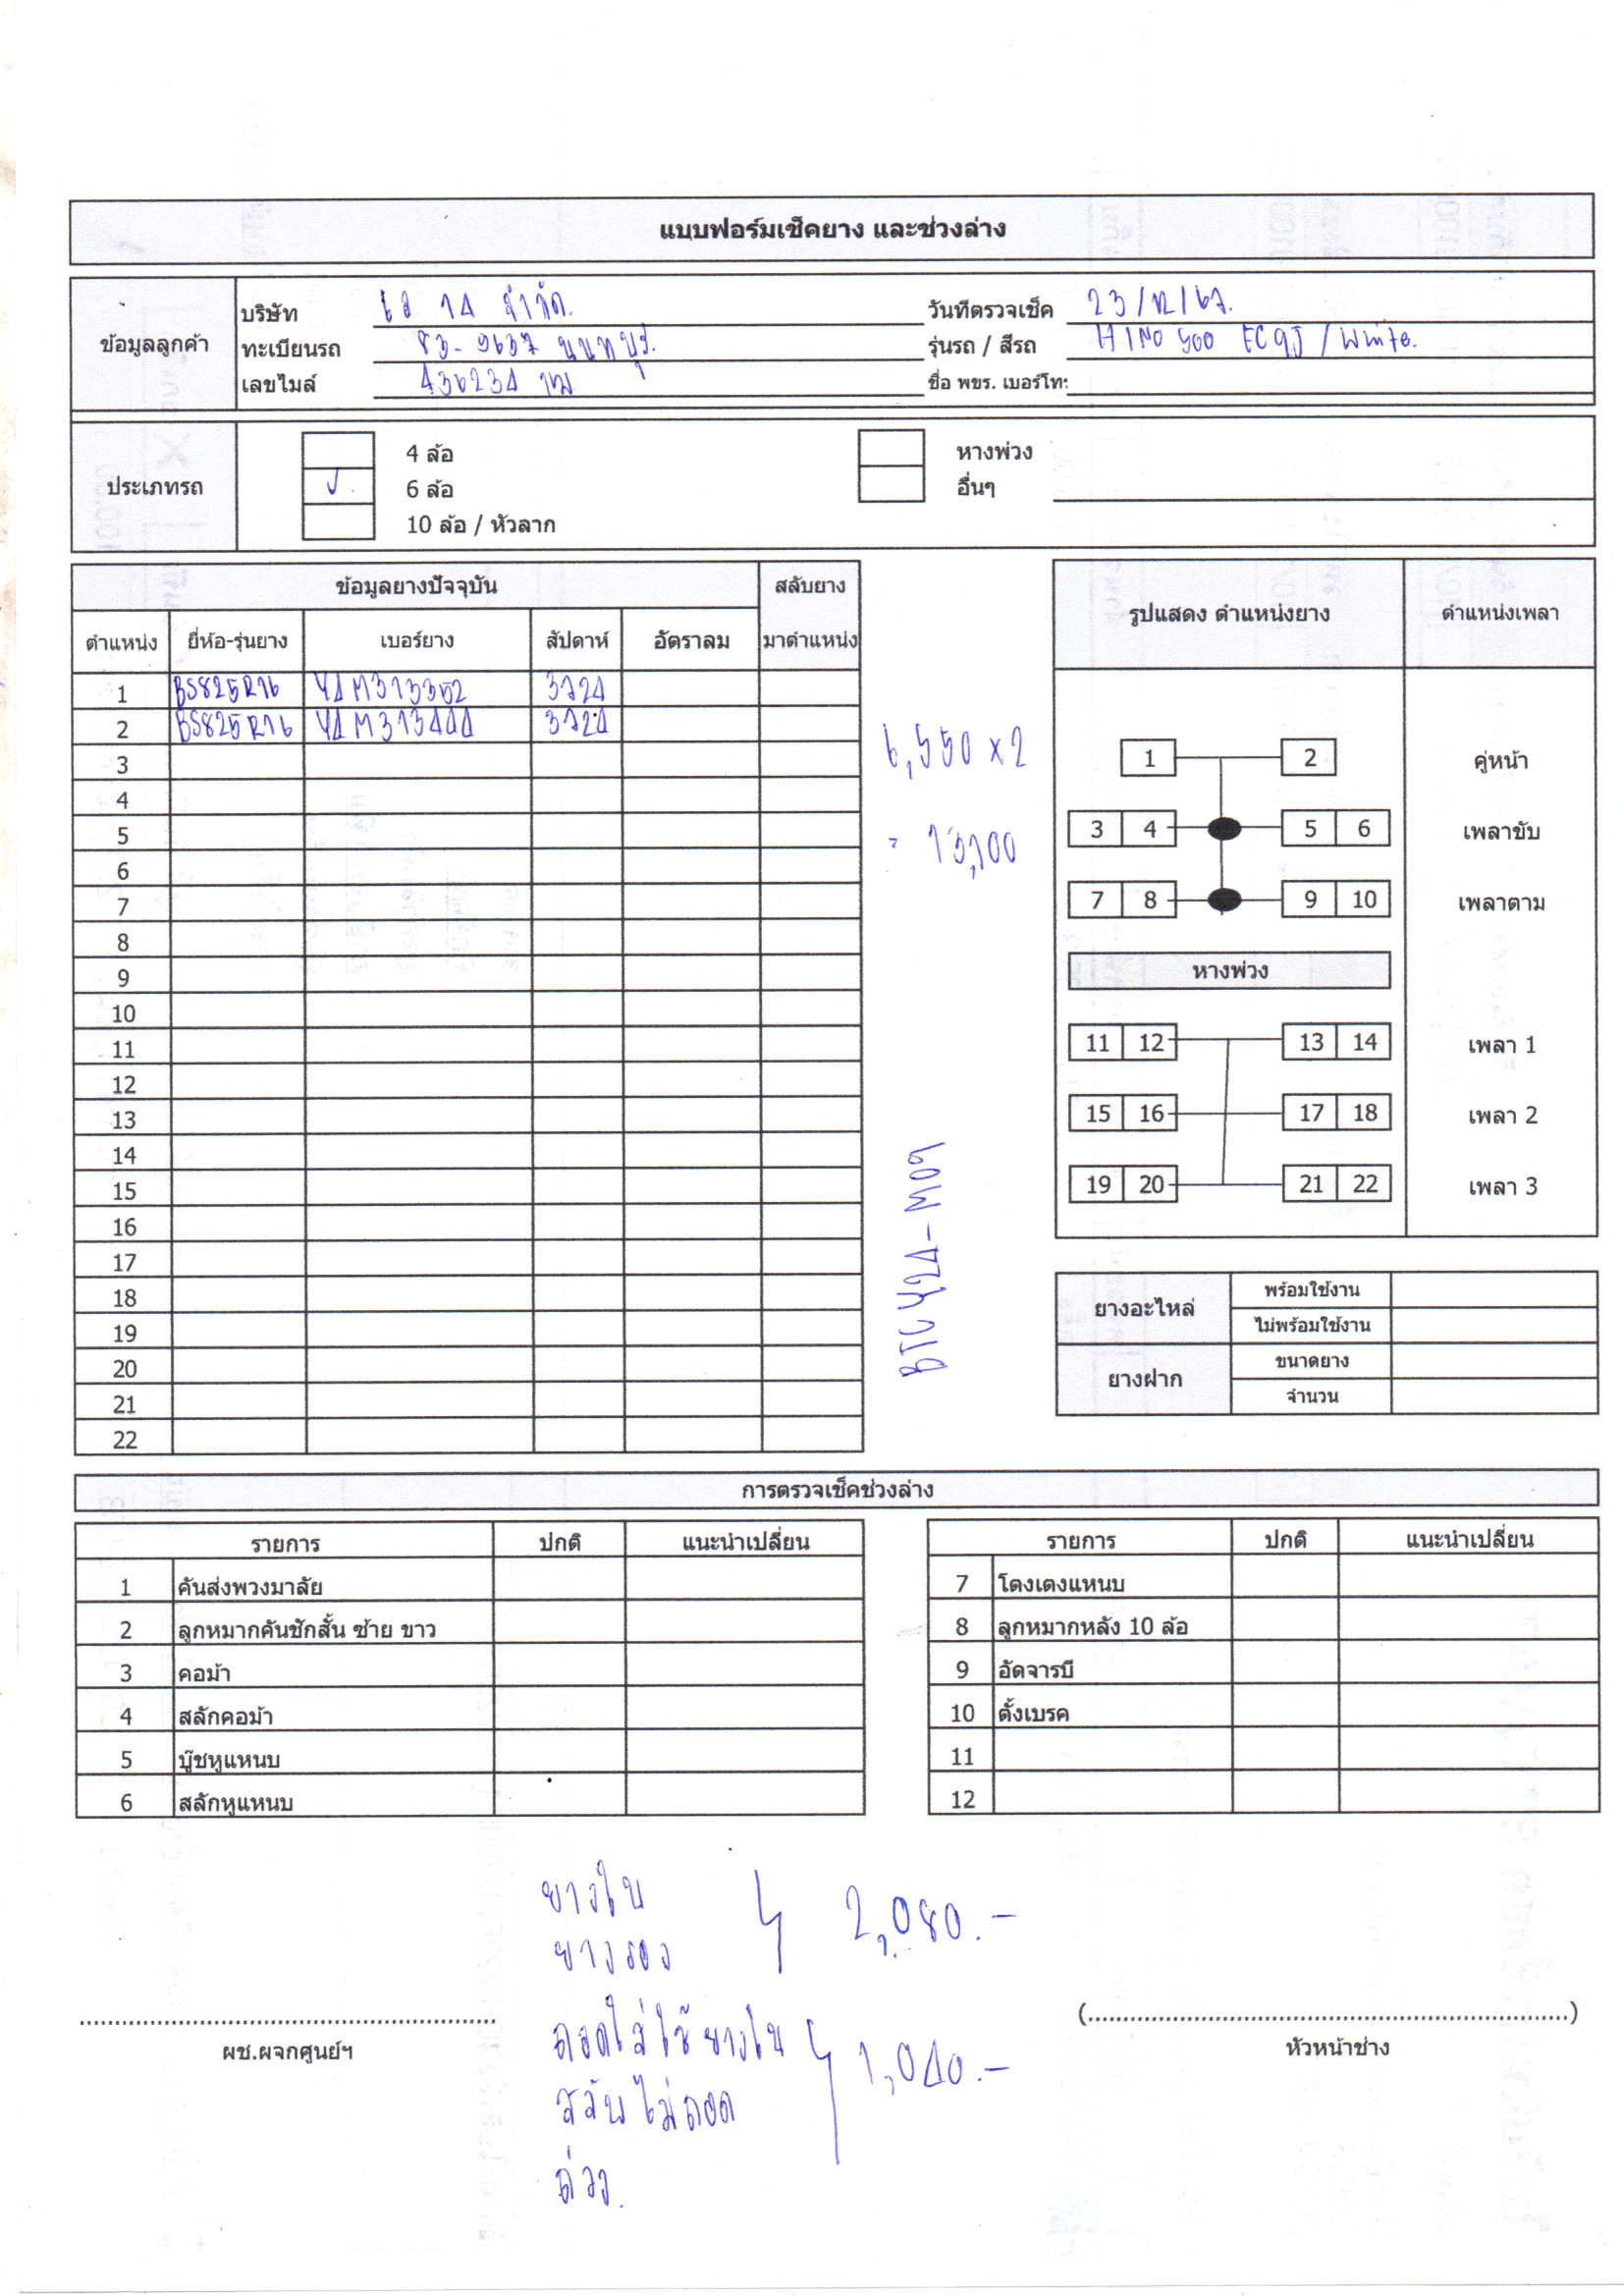 แบบฟอร์มเช็คยาง และช่วงล่าง
ข้อมูลลูกค้า
บริษัท เอ 14 จำกัด.
วันที่ตรวจเช็ค 23/12/67.
ทะเบียนรถ 83-9637 นนทบุรี.
รุ่นรถ / สีรถ HINO 500 FC9J / White.
เลขไมล์ 436234 กม
ชื่อ พขร. เบอร์โท:
ประเภทรถ
4 ล้อ
หางพ่วง
✓ 6 ล้อ
อื่นๆ
10 ล้อ / หัวลาก
ข้อมูลยางปัจจุบัน สลับยาง
ตำแหน่ง ยี่ห้อ-รุ่นยาง เบอร์ยาง สัปดาห์ อัตราลม มาตำแหน่ง
1 BS825R16 Y4M313352 3724
2 BS825R16 Y4M313444 3724
3
4
5
6
7
8
9
10
11
12
13
14
15
16
17
18
19
20
21
22
6,550 x 2
= 13,100
รูปแสดง ตำแหน่งยาง ตำแหน่งเพลา
1 2 คู่หน้า
3 4 5 6 เพลาขับ
7 8 9 10 เพลาตาม
หางพ่วง
11 12 13 14 เพลา 1
15 16 17 18 เพลา 2
19 20 21 22 เพลา 3
ยางอะไหล่ พร้อมใช้งาน
ไม่พร้อมใช้งาน
ยางฝาก ขนาดยาง
จำนวน
การตรวจเช็คช่วงล่าง
รายการ ปกติ แนะนำเปลี่ยน
1 คันส่งพวงมาลัย
2 ลูกหมากคันชักสั้น ซ้าย ขาว
3 คอม้า
4 สลักคอม้า
5 บู๊ชหูแหนบ
6 สลักหูแหนบ
รายการ ปกติ แนะนำเปลี่ยน
7 โตงเตงแหนบ
8 ลูกหมากหลัง 10 ล้อ
9 อัดจารบี
10 ตั้งเบรค
11
12
ยางใน
ยางรอง 2,080.-
ถอดใส่ใช้ยางใน 1,040.-
สลับไม่ถอด
ถ่วง.
ผช.ผจกศูนย์ฯ
(.....)
หัวหน้าช่าง